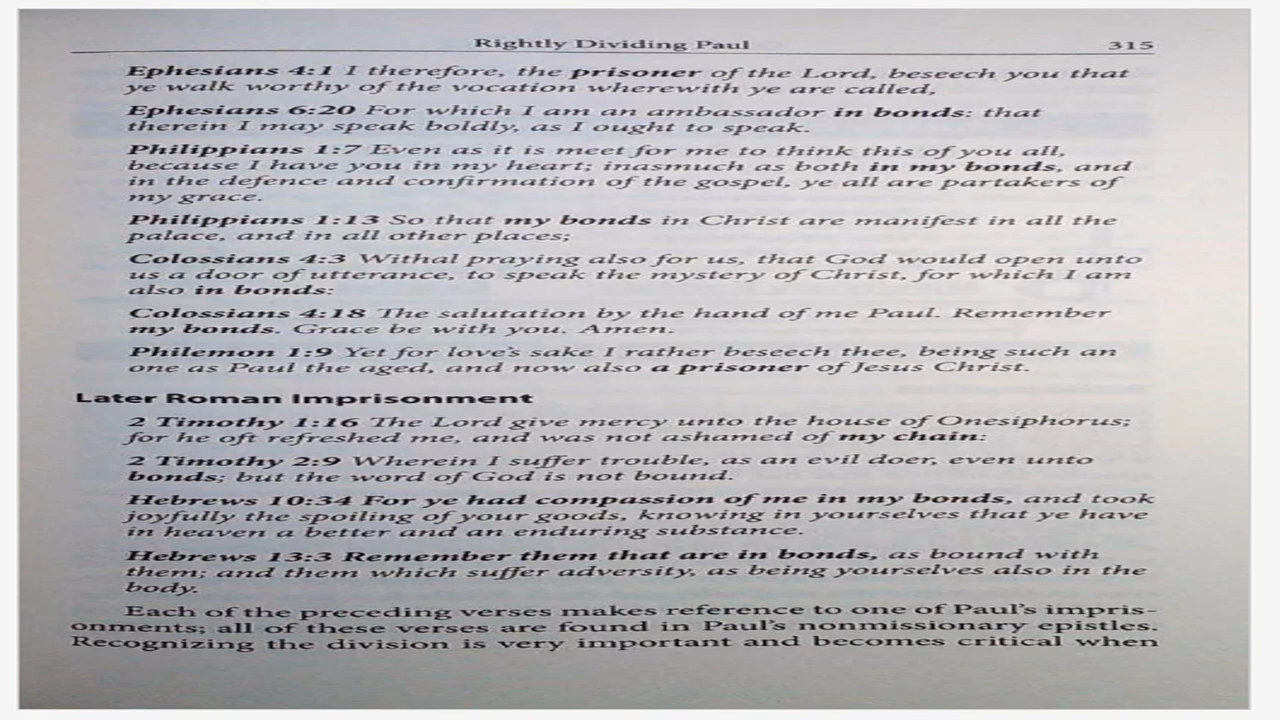 Rightly Dividing Paul 315
Ephesians 4:1 I therefore, the prisoner of the Lord, beseech you that
ye walk worthy of the vocation wherewith ye are called,
Ephesians 6:20 For which I am an ambassador in bonds: that
therein I may speak boldly, as I ought to speak.
Philippians 1:7 Even as it is meet for me to think this of you all,
because I have you in my heart; inasmuch as both in my bonds, and
in the defence and confirmation of the gospel, ye all are partakers of
my grace.
Philippians 1:13 So that my bonds in Christ are manifest in all the
palace, and in all other places;
Colossians 4:3 Withal praying also for us, that God would open unto
us a door of utterance, to speak the mystery of Christ, for which I am
also in bonds:
Colossians 4:18 The salutation by the hand of me Paul. Remember
my bonds. Grace be with you. Amen.
Philemon 1:9 Yet for love's sake I rather beseech thee, being such an
one as Paul the aged, and now also a prisoner of Jesus Christ.
Later Roman Imprisonment
2 Timothy 1:16 The Lord give mercy unto the house of Onesiphorus;
for he oft refreshed me, and was not ashamed of my chain:
2 Timothy 2:9 Wherein I suffer trouble, as an evil doer, even unto
bonds; but the word of God is not bound.
Hebrews 10:34 For ye had compassion of me in my bonds, and took
joyfully the spoiling of your goods, knowing in yourselves that ye have
in heaven a better and an enduring substance.
Hebrews 13:3 Remember them that are in bonds, as bound with
them; and them which suffer adversity, as being yourselves also in the
body.
Each of the preceding verses makes reference to one of Paul's impris-
onments; all of these verses are found in Paul's nonmissionary epistles.
Recognizing the division is very important and becomes critical when